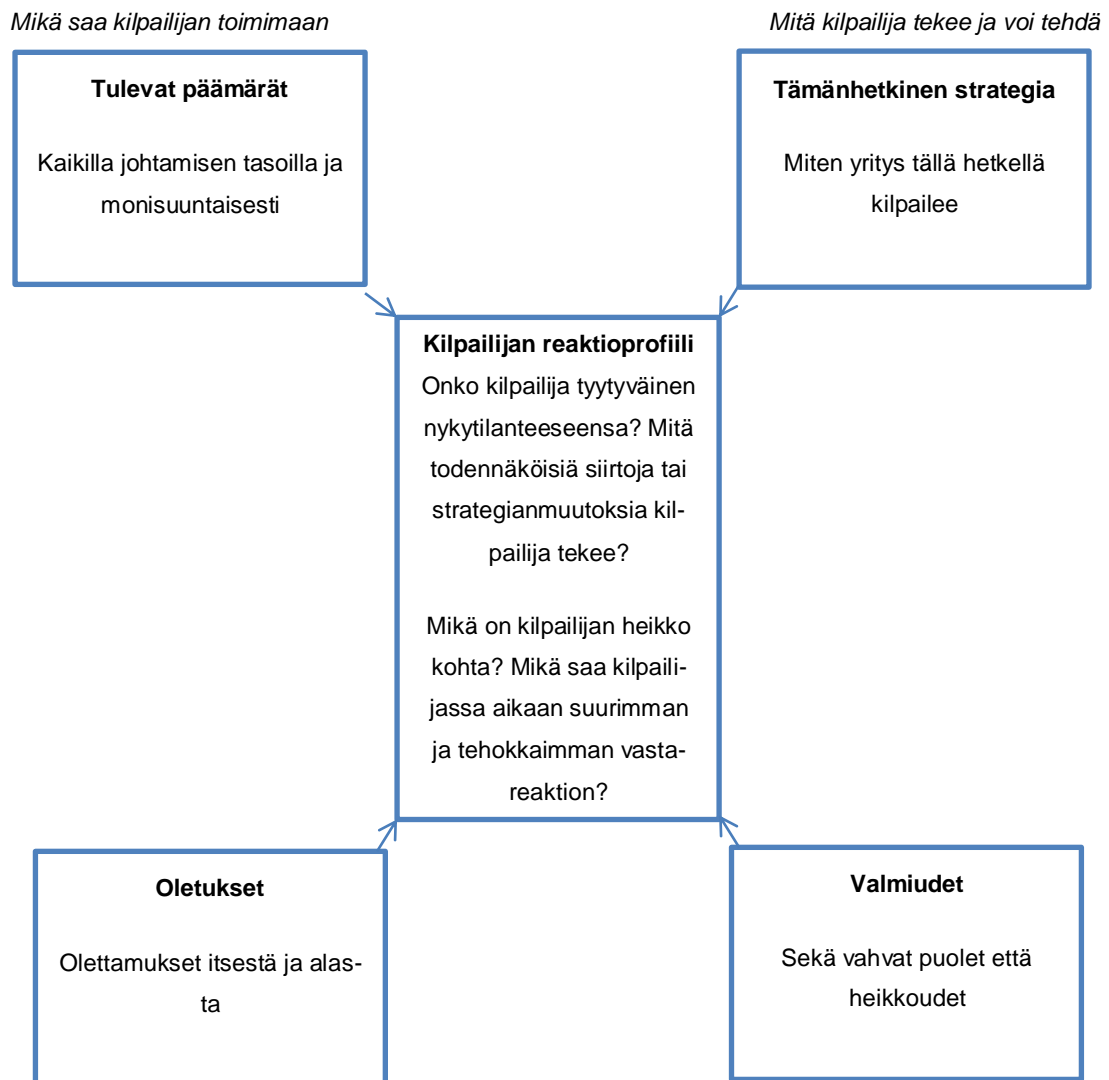 Mikä saa kilpailijan toimimaan
Mitä kilpailija tekee ja voi tehdä
Tulevat päämärät
Kaikilla johtamisen tasoilla ja
monisuuntaisesti
Tämänhetkinen strategia
Miten yritys tällä hetkellä
kilpailee
Kilpailijan reaktioprofiili
Onko kilpailija tyytyväinen
nykytilanteeseensa? Mitä
todennäköisiä siirtoja tai
strategianmuutoksia kil-
pailija tekee?
Mikä on kilpailijan heikko
kohta? Mikä saa kilpaili-
jassa aikaan suurimman
ja tehokkaimman vasta-
reaktion?
Oletukset
Olettamukset itsestä ja alas-
ta
Valmiudet
Sekä vahvat puolet että
heikkoudet